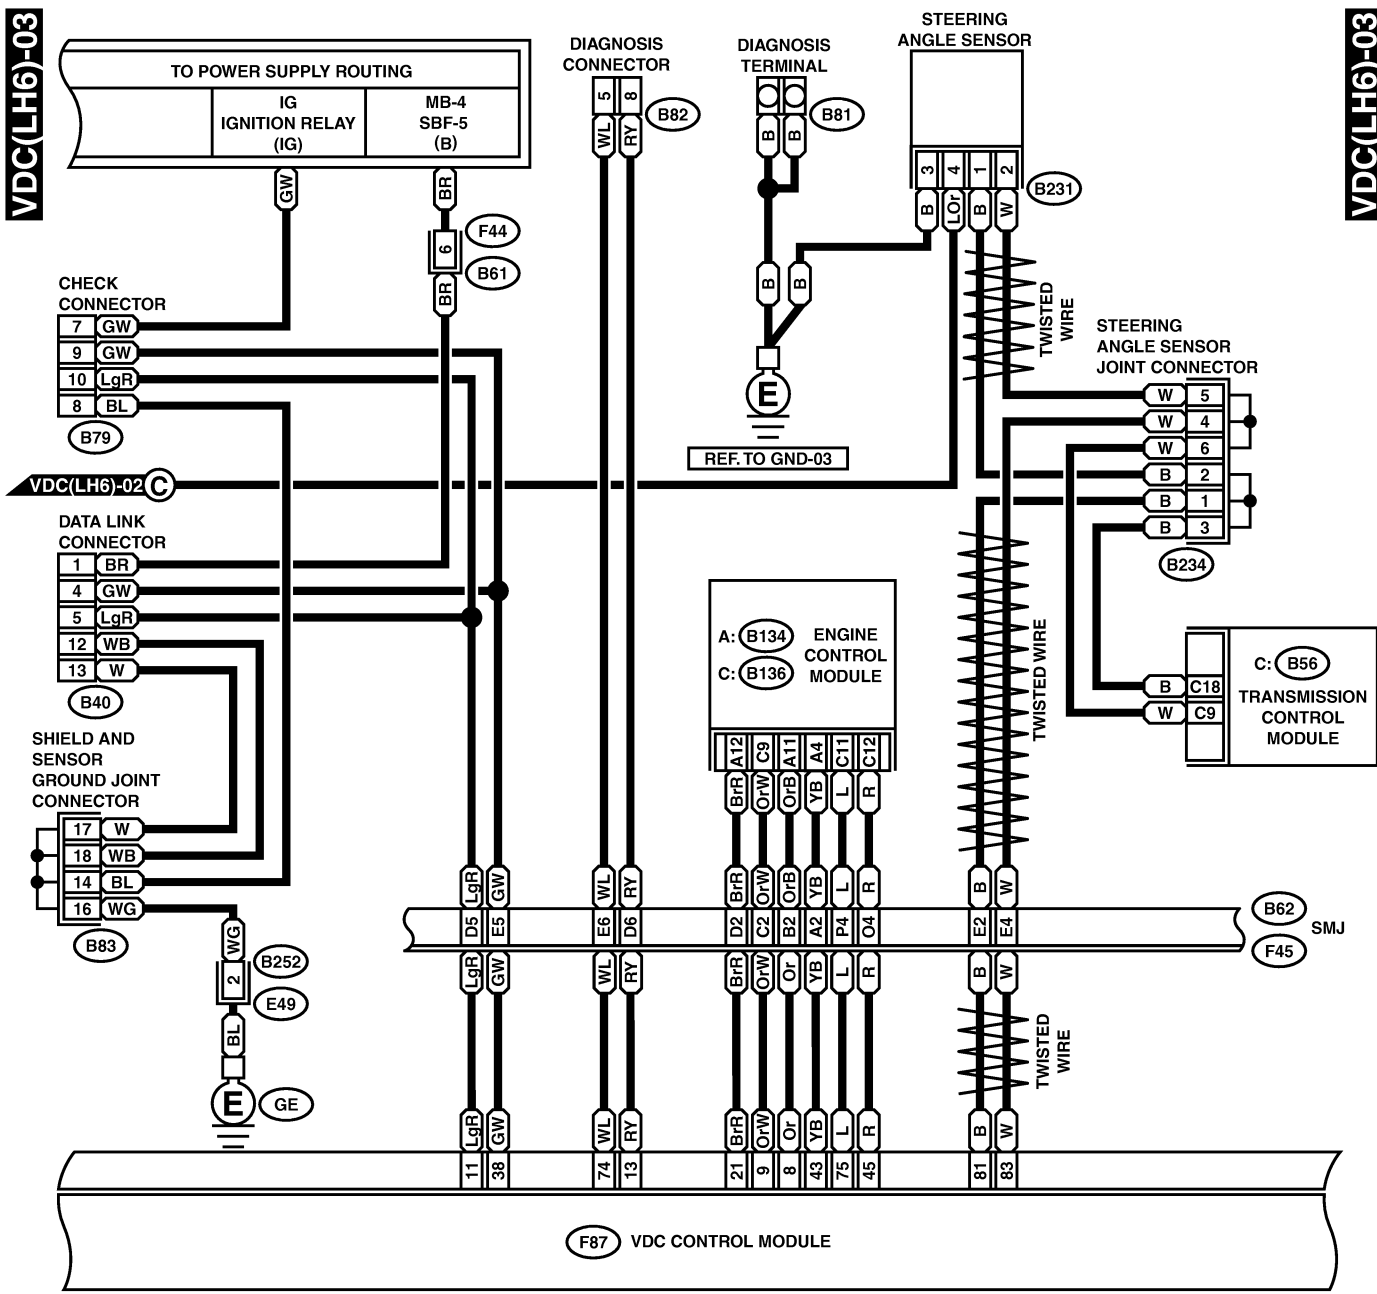 VDC(LH6)-03
VDC(LH6)-03
TO POWER SUPPLY ROUTING
IG
IGNITION RELAY
(IG)
MB-4
SBF-5
(B)
GW
BR
6
F44
B61
BR
DIAGNOSIS
CONNECTOR
5 8
B82
WL RY
DIAGNOSIS
TERMINAL
B81
B B
B B
E
REF. TO GND-03
STEERING
ANGLE SENSOR
3 4 1 2
B231
B LOr B W
TWISTED
WIRE
CHECK
CONNECTOR
7 GW
9 GW
10 LgR
8 BL
B79
VDC(LH6)-02 C
STEERING
ANGLE SENSOR
JOINT CONNECTOR
W 5
W 4
W 6
B 2
B 1
B 3
B234
DATA LINK
CONNECTOR
1 BR
4 GW
5 LgR
12 WB
13 W
B40
TWISTED WIRE
A: B134
C: B136
ENGINE
CONTROL
MODULE
A12 C9 A11 A4 C11 C12
BrR OrW OrB YB L R
C: B56
TRANSMISSION
CONTROL
MODULE
B C18
W C9
SHIELD AND
SENSOR
GROUND JOINT
CONNECTOR
17 W
18 WB
14 BL
16 WG
B83
WG
2
B252
E49
BL
E
GE
LgR GW WL RY BrR OrW OrB YB L R B W
D5 E5 E6 D6 D2 C2 B2 A2 P4 O4 E2 E4
B62
SMJ
F45
LgR GW WL RY BrR OrW Or YB L R B W
TWISTED
WIRE
LgR GW WL RY BrR OrW Or YB L R B W
11 38 74 13 21 9 8 43 75 45 81 83
F87 VDC CONTROL MODULE